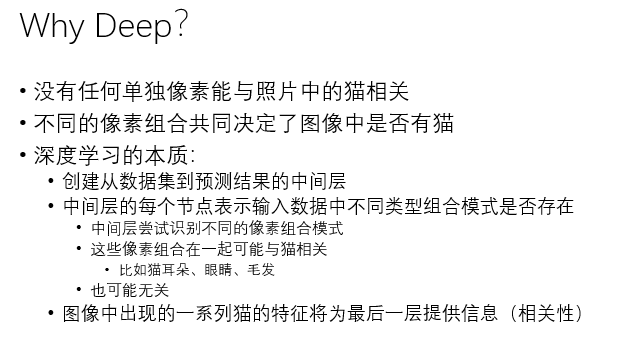 Why Deep?
• 没有任何单独像素能与照片中的猫相关
• 不同的像素组合共同决定了图像中是否有猫
• 深度学习的本质:
• 创建从数据集到预测结果的中间层
• 中间层的每个节点表示输入数据中不同类型组合模式是否存在
• 中间层尝试识别不同的像素组合模式
• 这些像素组合在一起可能与猫相关
• 比如猫耳朵、眼睛、毛发
• 也可能无关
• 图像中出现的一系列猫的特征将为最后一层提供信息（相关性）